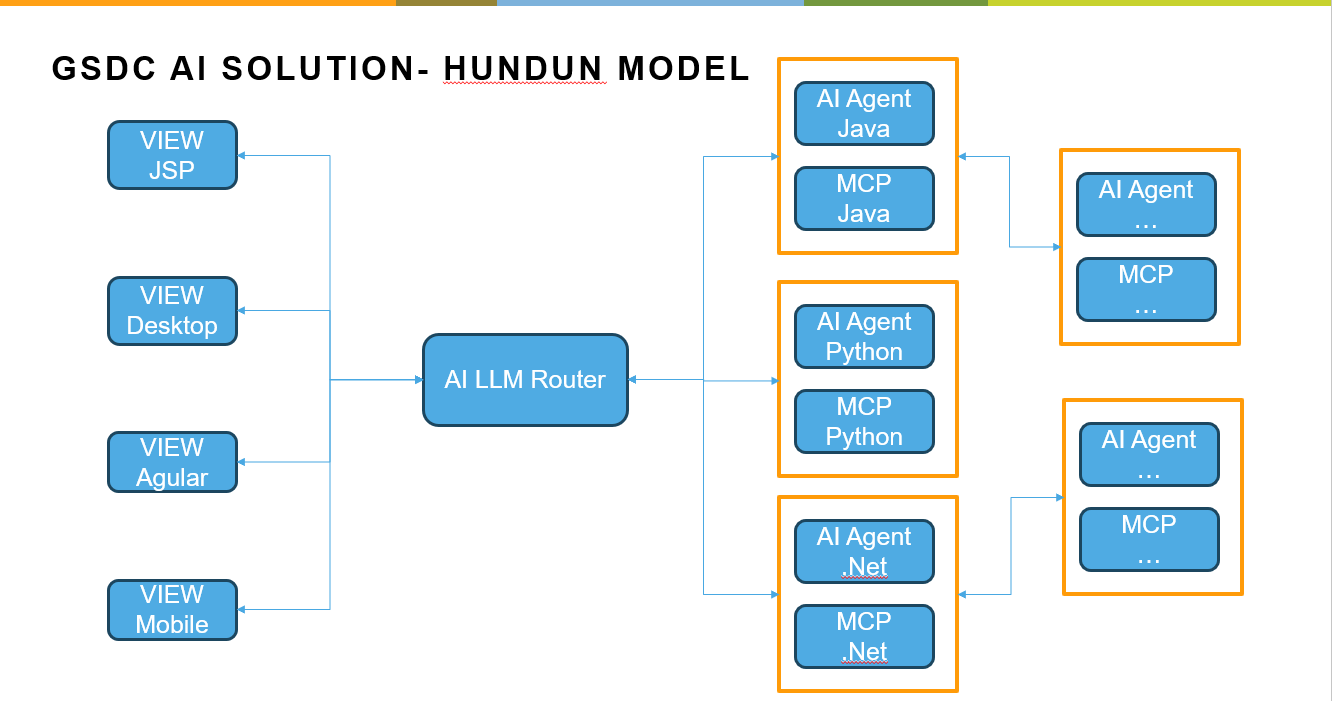 GSDC AI SOLUTION- HUNDUN MODEL
VIEW
JSP
VIEW
Desktop
VIEW
Agular
VIEW
Mobile
AI LLM Router
AI Agent
Java
MCP
Java
AI Agent
Python
MCP
Python
AI Agent
.Net
MCP
.Net
AI Agent
...
MCP
...
AI Agent
...
MCP
...